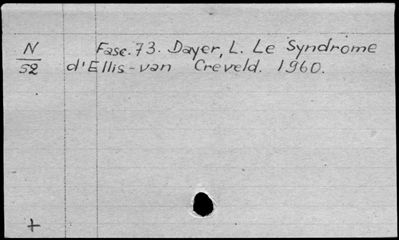 N
52
Fasc. 73. Dayer, L. Le Syndrome
d'Ellis-van Creveld. 1960.
+